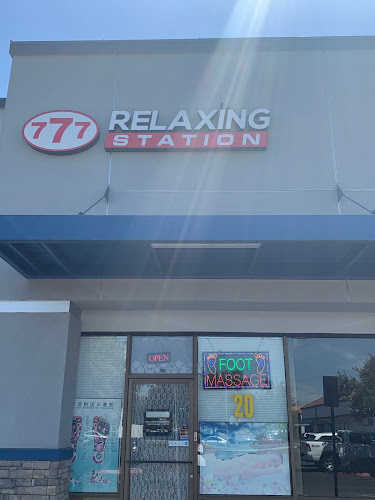 777
RELAXING
STATION
OPEN
FOOT
MASSAGE
20